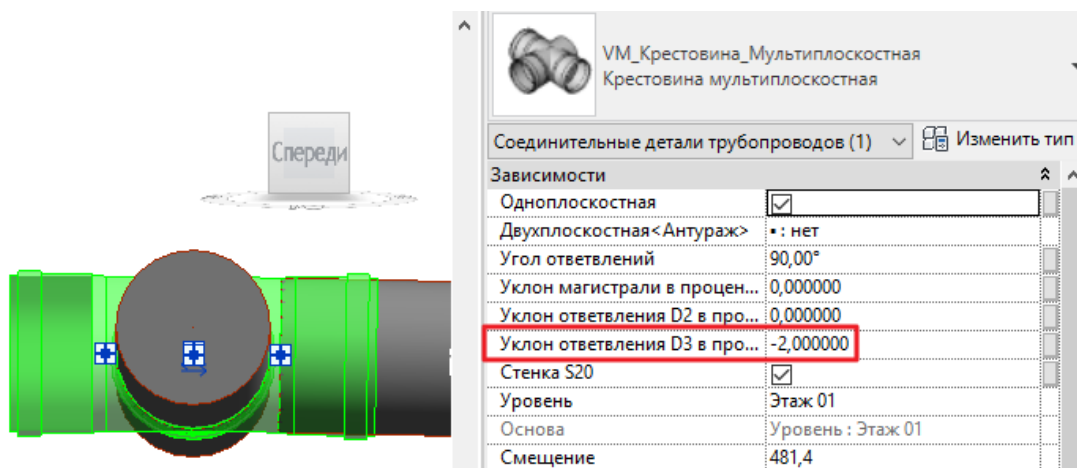 Спереди
VM_Крестовина_Мультиплоскостная
Крестовина мультиплоскостная
Соединительные детали трубопроводов (1)
Изменить тип
Зависимости
Одноплоскостная
Двухплоскостная<Антураж>
▪ : нет
Угол ответвлений
90,00°
Уклон магистрали в процен...
0,000000
Уклон ответвления D2 в про...
0,000000
Уклон ответвления D3 в про...
-2,000000
Стенка S20
Уровень
Этаж 01
Основа
Уровень : Этаж 01
Смещение
481,4